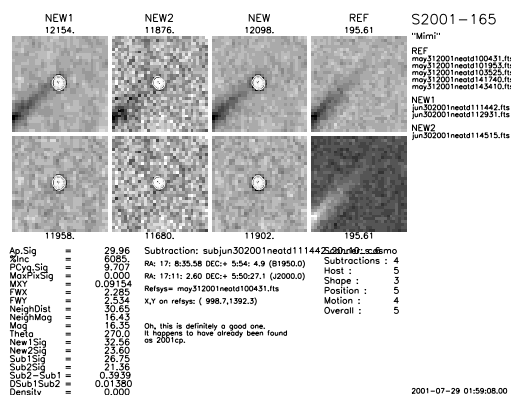 NEW1 NEW2 NEW REF
12154. 11876. 12098. 195.61
S2001-165
"Mimi"
REF
may312001neatd100431.fts
may312001neatd101953.fts
may312001neatd103525.fts
may312001neatd141740.fts
may312001neatd143410.fts
NEW1
jun302001neatd111442.fts
jun302001neatd112931.fts
NEW2
jun302001neatd114515.fts
11958. 11680. 11902. 195.61
Ap.Sig = 29.96
%Inc = 6085.
PCyg.Sig = 9.707
MaxPixSig = 0.000
MXY = 0.09154
FWX = 2.285
FWY = 2.534
NeighDist = 30.65
NeighMag = 16.43
Mag = 16.35
Theta = 270.0
New1Sig = 32.56
New2Sig = 23.60
Sub1Sig = 26.75
Sub2Sig = 21.36
Sub2-Sub1 = 0.3939
DSub1Sub2 = 0.01380
Density = 0.000
Subtraction: subjun302001neatd111442
RA: 17: 8:35.58 DEC:+ 5:54: 4.9 (B1950.0)
RA: 17:11: 2.60 DEC:+ 5:50:27.1 (J2000.0)
Refsys= may312001neatd100431.fts
X,Y on refsys: ( 998.7,1392.3)
Oh, this is definitely a good one.
It happens to have already been found
as 2001cp.
Subtractions : 4
Host : 5
Shape : 3
Position : 5
Motion : 4
Overall : 5
2001-07-29 01:59:08.00